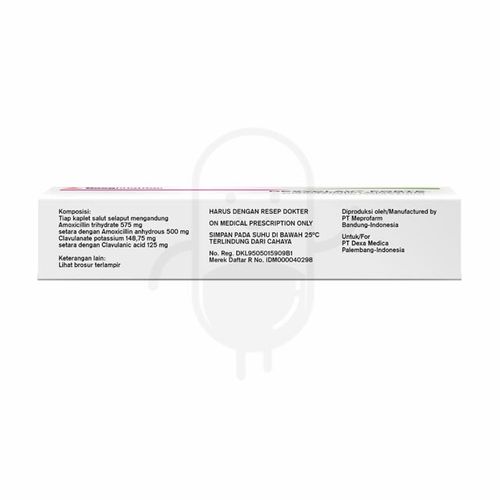 Komposisi:
Tiap kaplet salut selaput mengandung
Amoxicillin trihydrate 575 mg
setara dengan Amoxicillin anhydrous 500 mg
Clavulanate potassium 148,75 mg
setara dengan Clavulanic acid 125 mg
Keterangan lain:
Lihat brosur terlampir
HARUS DENGAN RESEP DOKTER
ON MEDICAL PRESCRIPTION ONLY
SIMPAN PADA SUHU DI BAWAH 25°C
TERLINDUNG DARI CAHAYA
No. Reg. DKL9505015909B1
Merek Daftar R No. IDM000040298
Diproduksi oleh/Manufactured by
PT Meprofarm
Bandung-Indonesia
Untuk/For
PT Dexa Medica
Palembang-Indonesia